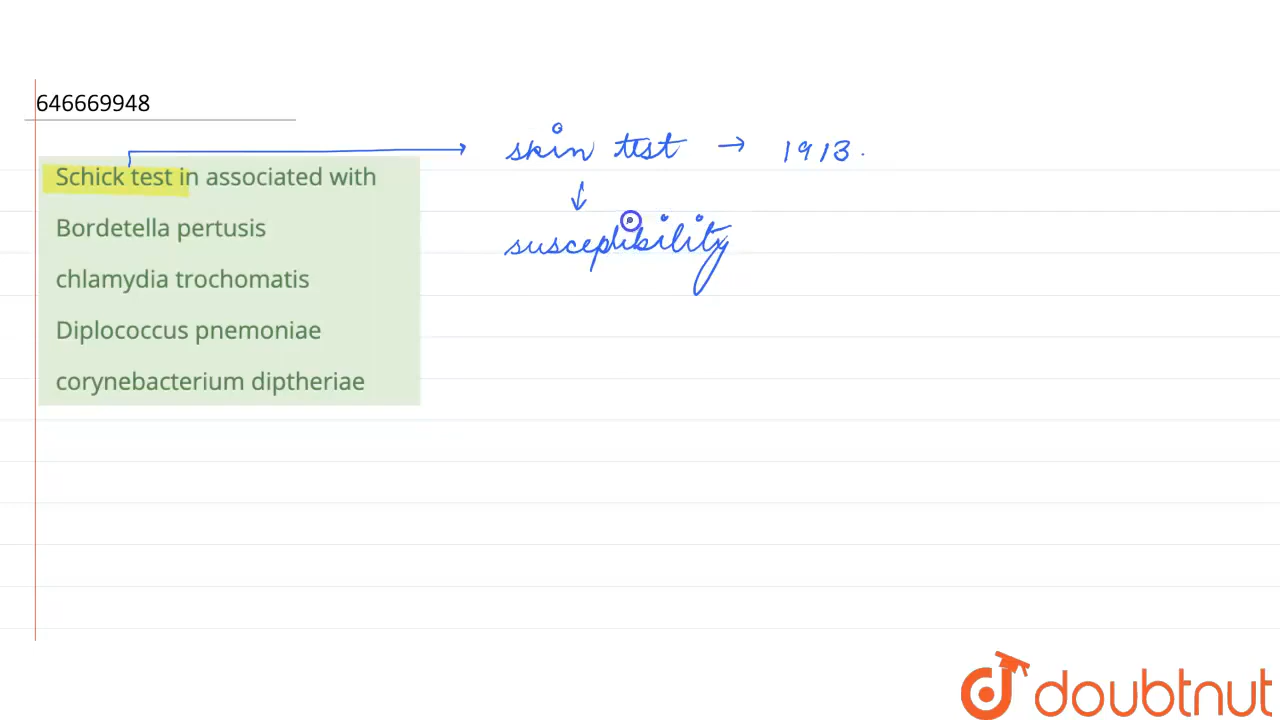 646669948
skin test → 1913.
Schick test in associated with
susceptibility
Bordetella pertusis
chlamydia trochomatis
Diplococcus pnemoniae
corynebacterium diptheriae
doubtnut